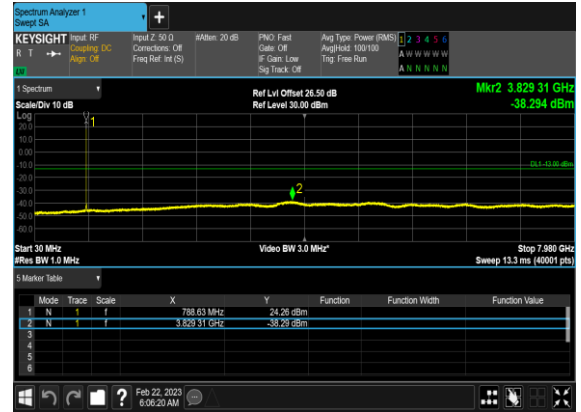 Spectrum Analyzer 1
Swept SA
KEYSIGHT Input: RF Input Z: 50 Ω #Atten: 20 dB PNO: Fast Avg Type: Power (RMS) 1 2 3 4 5 6
R T Coupling: DC Corrections: Off Gate: Off Avg|Hold: 100/100 A W W W W W
Align: Off Freq Ref: Int (S) IF Gain: Low Trig: Free Run
Sig Track: Off A N N N N N
1 Spectrum Ref Lvl Offset 26.50 dB Mkr2 3.829 31 GHz
Scale/Div 10 dB Ref Level 30.00 dBm -38.294 dBm
Log
1
20.0
10.0
0.00
-10.0
DL1 -13.00 dBm
-20.0
-30.0
2
-40.0
-50.0
-60.0
Start 30 MHz Video BW 3.0 MHz* Stop 7.980 GHz
#Res BW 1.0 MHz Sweep 13.3 ms (40001 pts)
5 Marker Table
Mode Trace Scale X Y Function Function Width Function Value
1 N 1 f 788.63 MHz 24.26 dBm
2 N 1 f 3.829 31 GHz -38.29 dBm
3
4
5
6
? Feb 22, 2023
6:06:20 AM